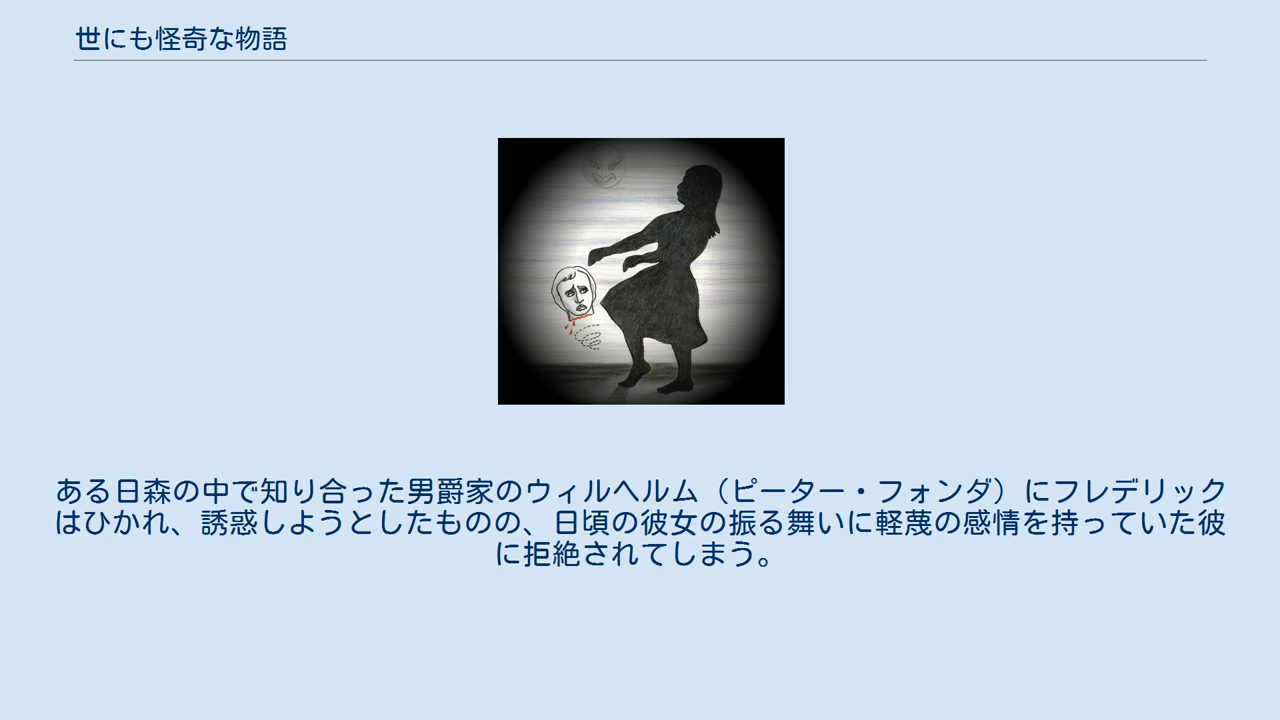 世にも怪奇な物語
ある日森の中で知り合った男爵家のウィルヘルム（ピーター・フォンダ）にフレデリック
はひかれ、誘惑しようとしたものの、日頃の彼女の振る舞いに軽蔑の感情を持っていた彼
に拒絶されてしまう。